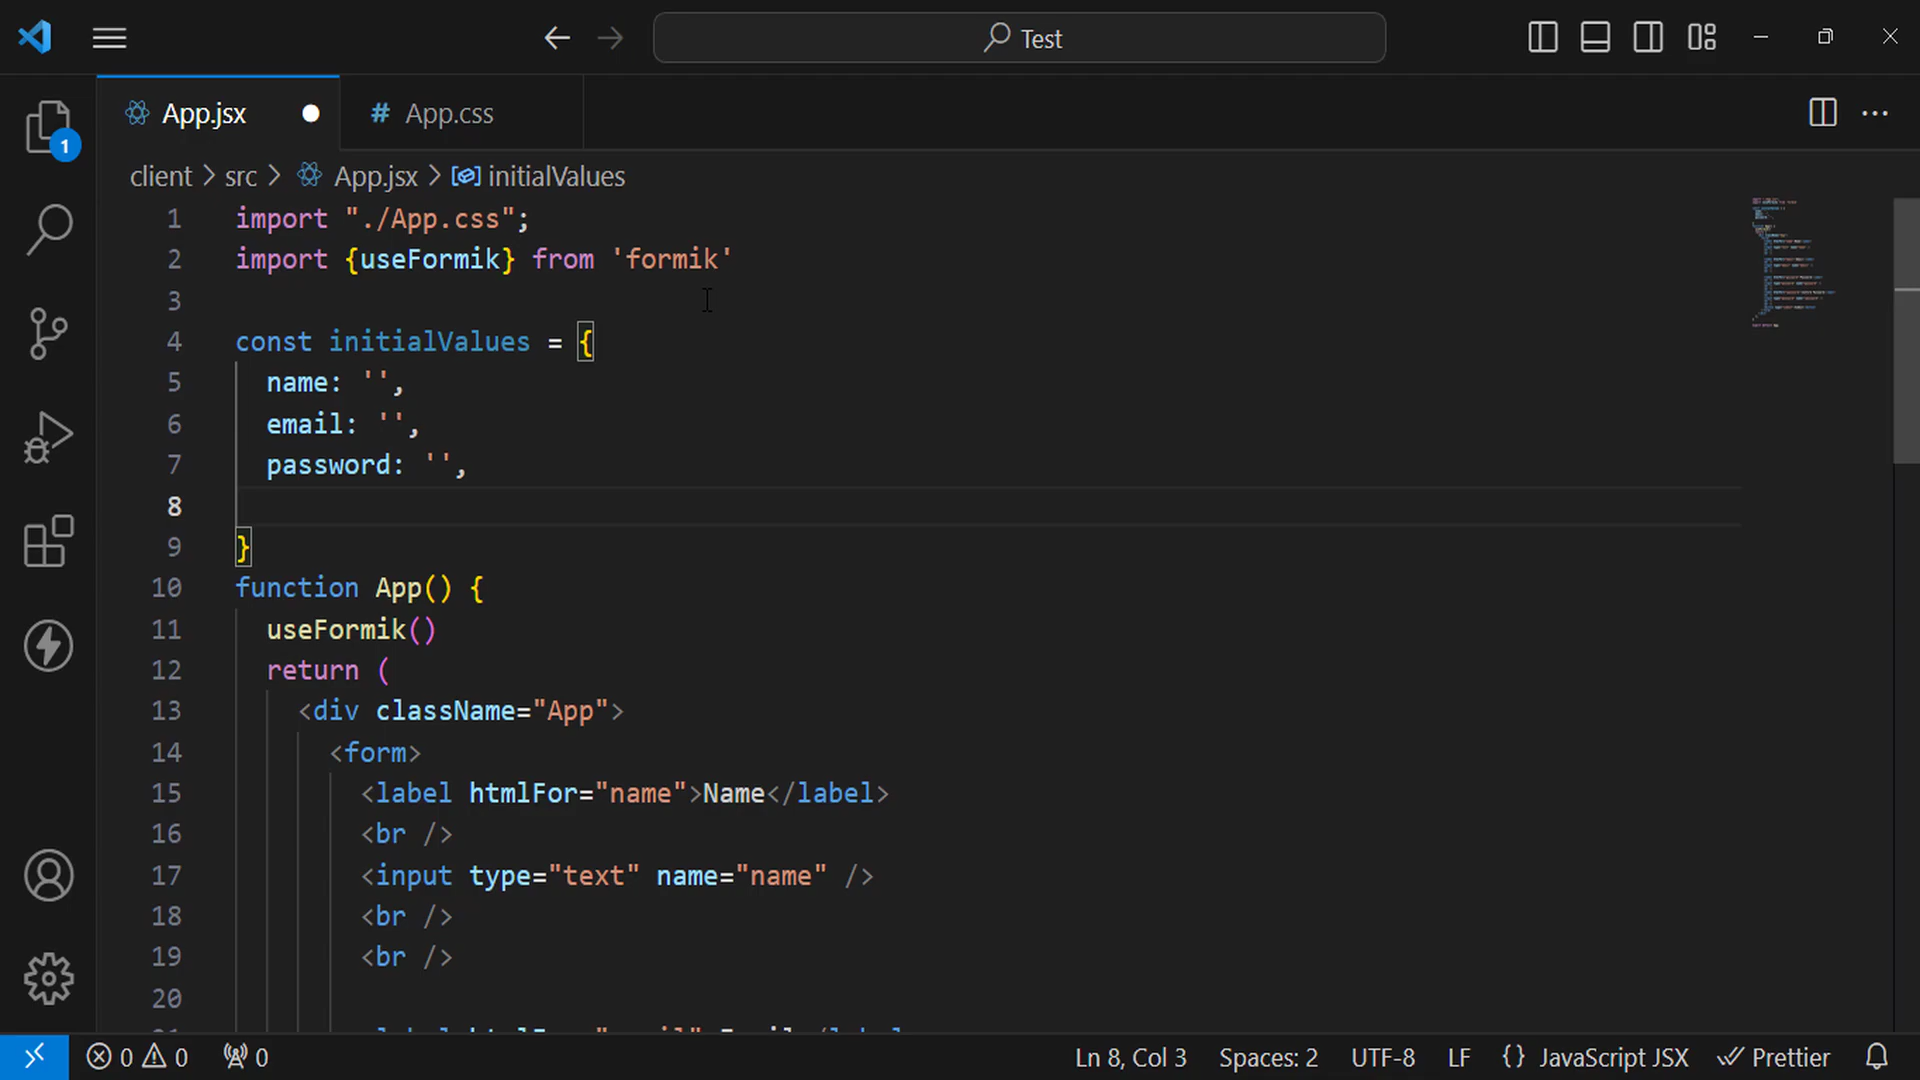 Test
App.jsx
# App.css
1
client > src > App.jsx > initialValues
1 import "./App.css";
2 import {useFormik} from 'formik'
3
4 const initialValues = {
5 name: '',
6 email: '',
7 password: '',
8
9 }
10 function App() {
11 useFormik()
12 return (
13 <div className="App">
14 <form>
15 <label htmlFor="name">Name</label>
16 <br />
17 <input type="text" name="name" />
18 <br />
19 <br />
20
0 0 0 Ln 8, Col 3 Spaces: 2 UTF-8 LF {} JavaScript JSX Prettier